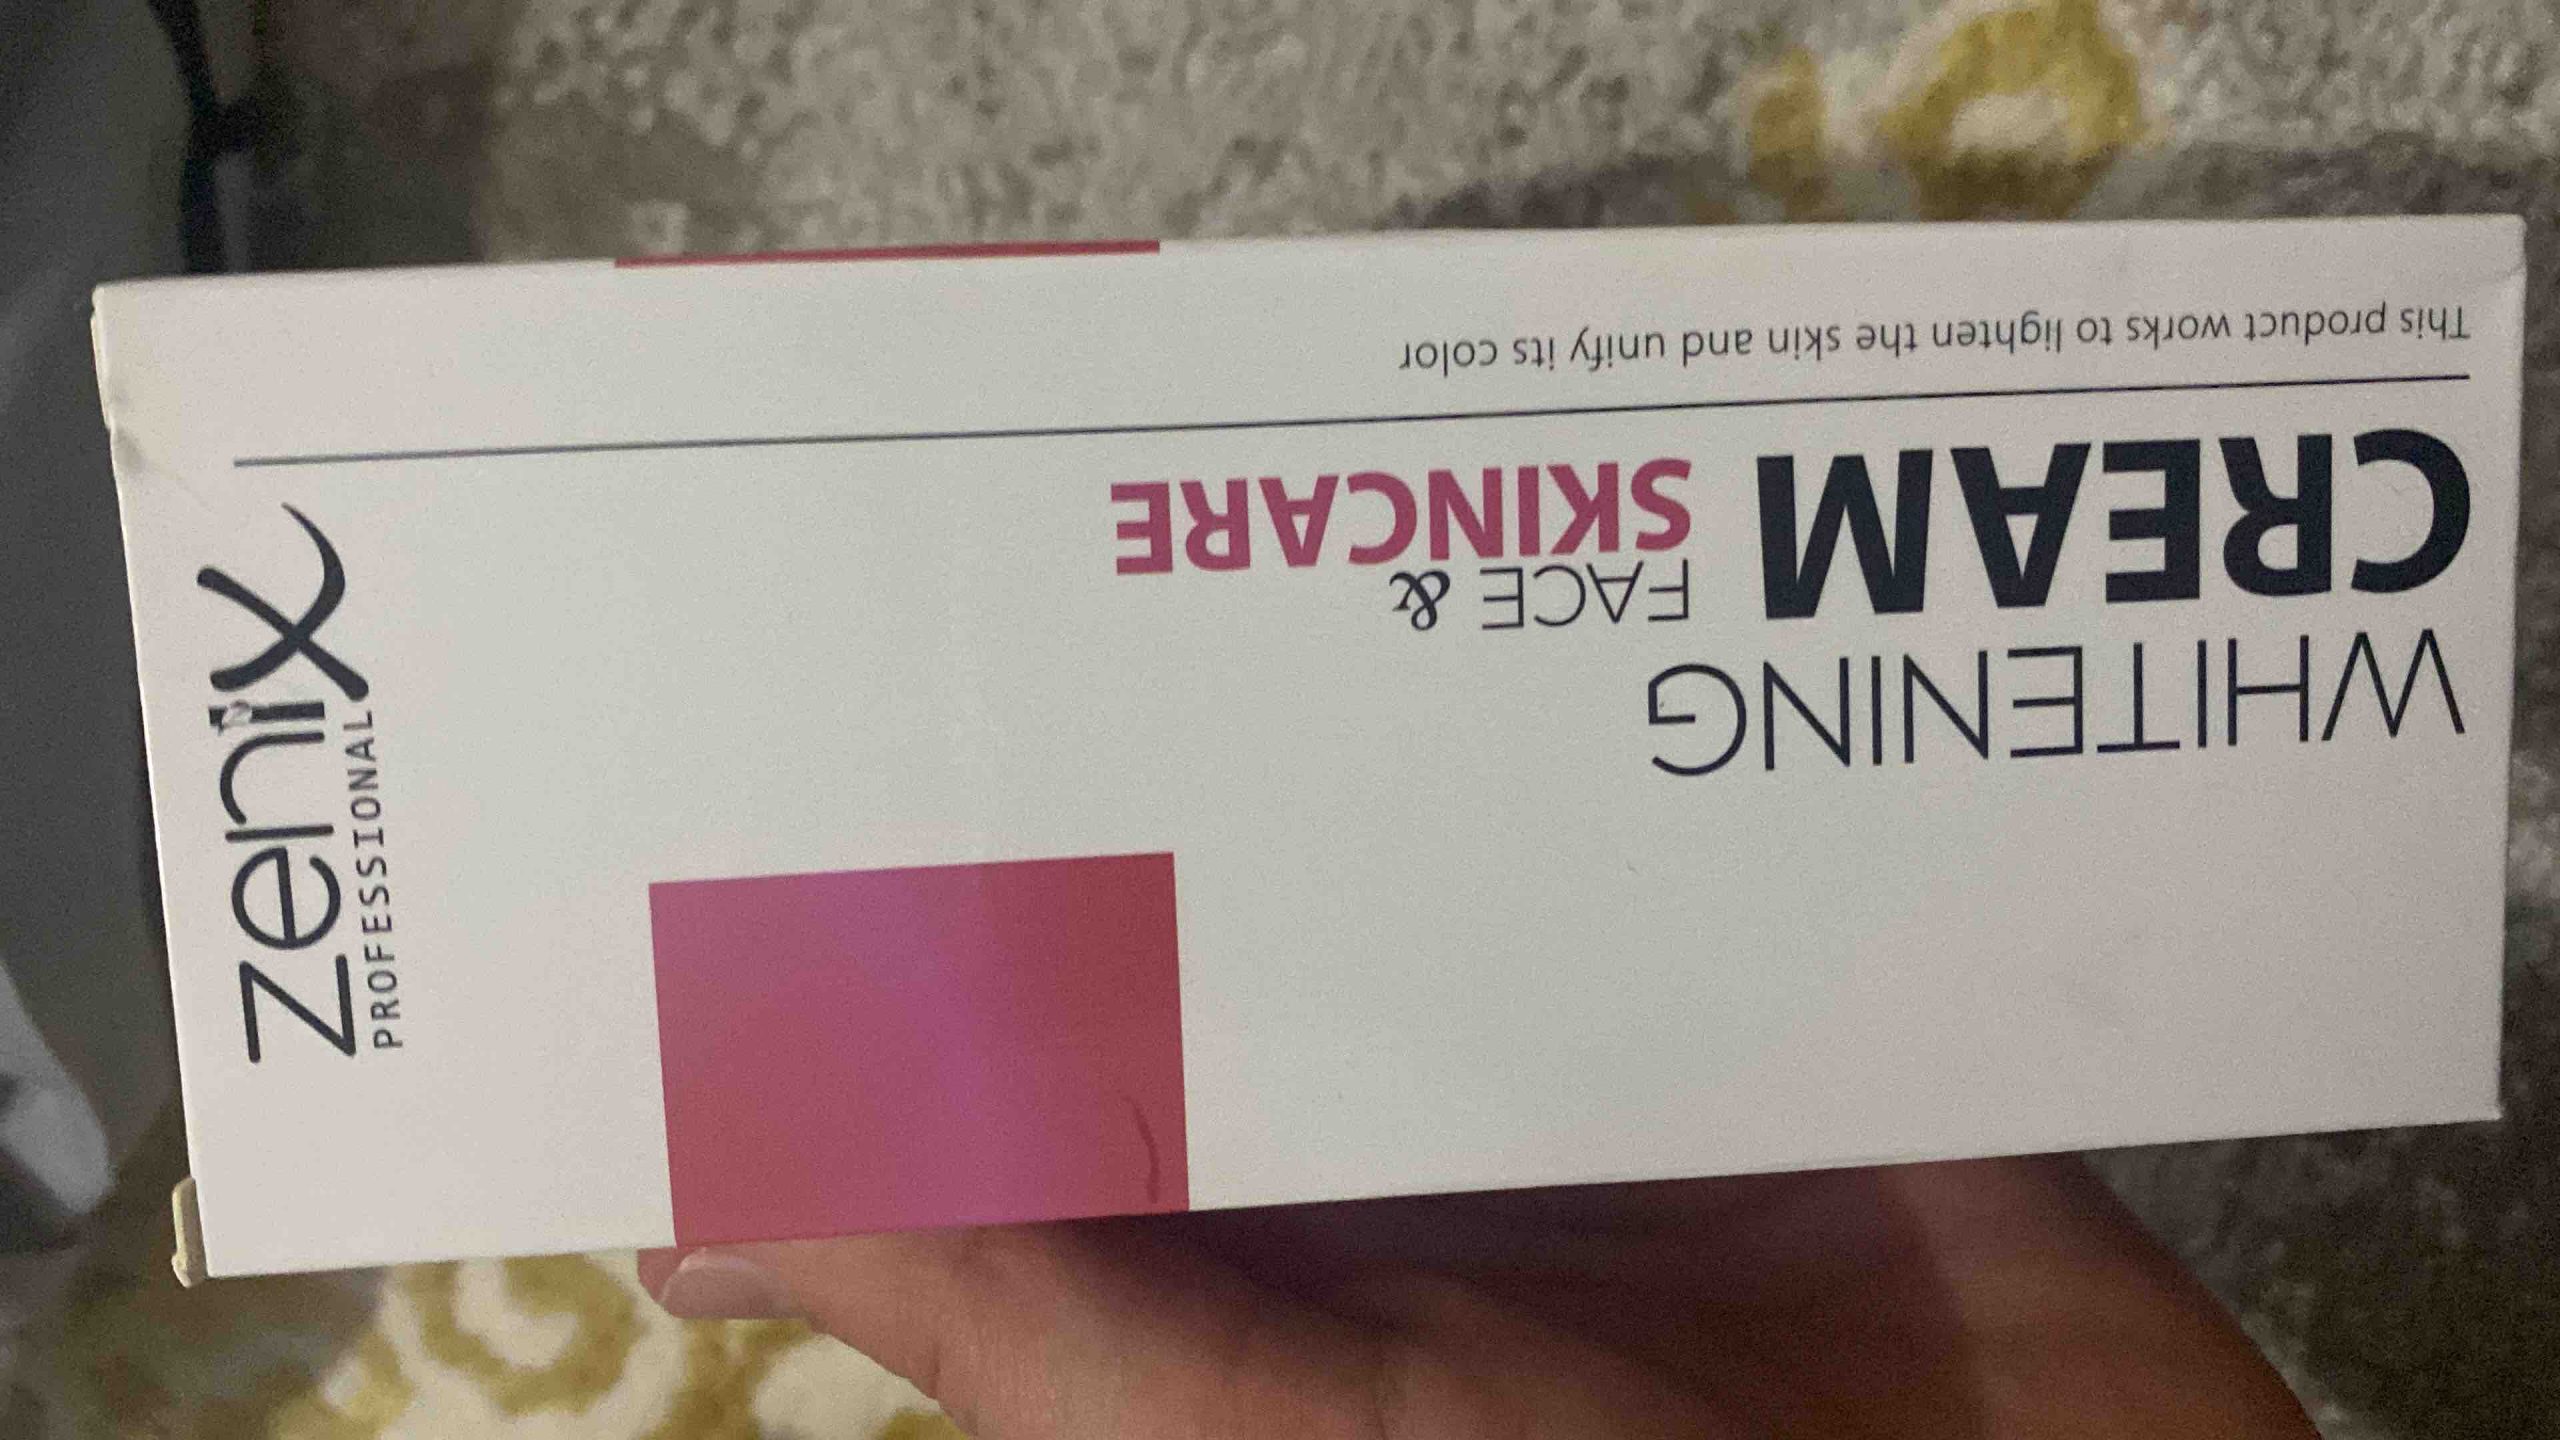 WHITENING
CREAM
FACE &
SKINCARE
This product works to lighten the skin and unify its color
zenix
PROFESSIONAL